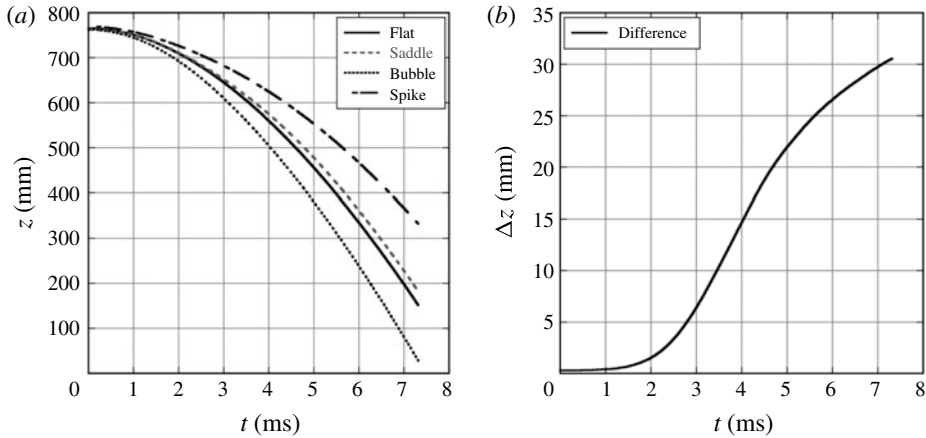 (a)
800
700
600
500
400
300
200
100
0 1 2 3 4 5 6 7 8
z (mm)
t (ms)
Flat
Saddle
Bubble
Spike
(b)
35
30
25
20
15
10
5
0 1 2 3 4 5 6 7 8
Δz (mm)
t (ms)
Difference